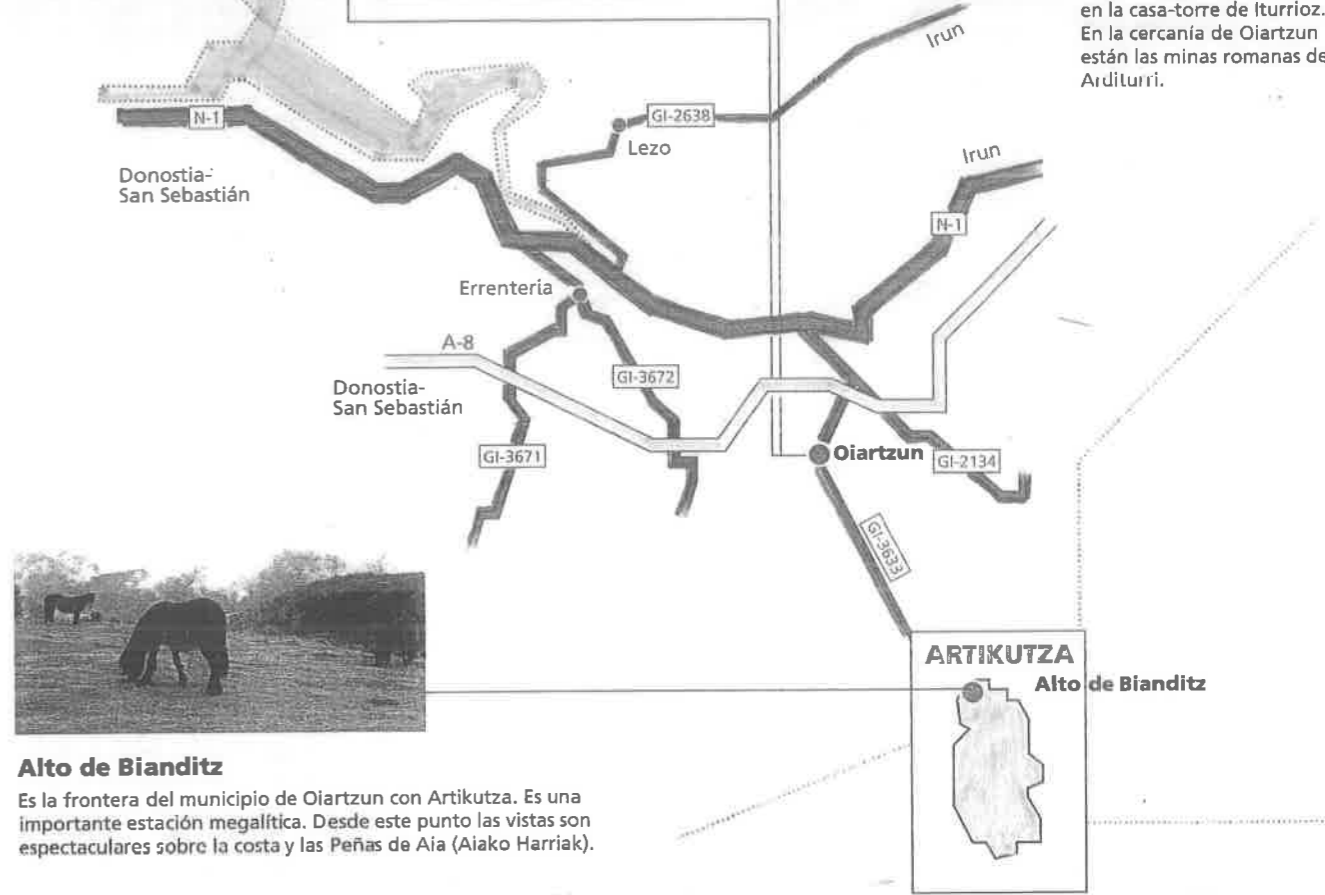 en la casa-torre de Iturrioz.
En la cercanía de Oiartzun
están las minas romanas de
Arditurri.
Irun
GI-2638
Lezo
N-1
Donostia-
San Sebastián
Irun
N-1
Errenteria
A-8
Donostia-
San Sebastián
GI-3672
GI-3671
Oiartzun
GI-2134
GI-3633
ARTIKUTZA
Alto de Bianditz
Alto de Bianditz
Es la frontera del municipio de Oiartzun con Artikutza. Es una
importante estación megalítica. Desde este punto las vistas son
espectaculares sobre la costa y las Peñas de Aia (Aiako Harriak).